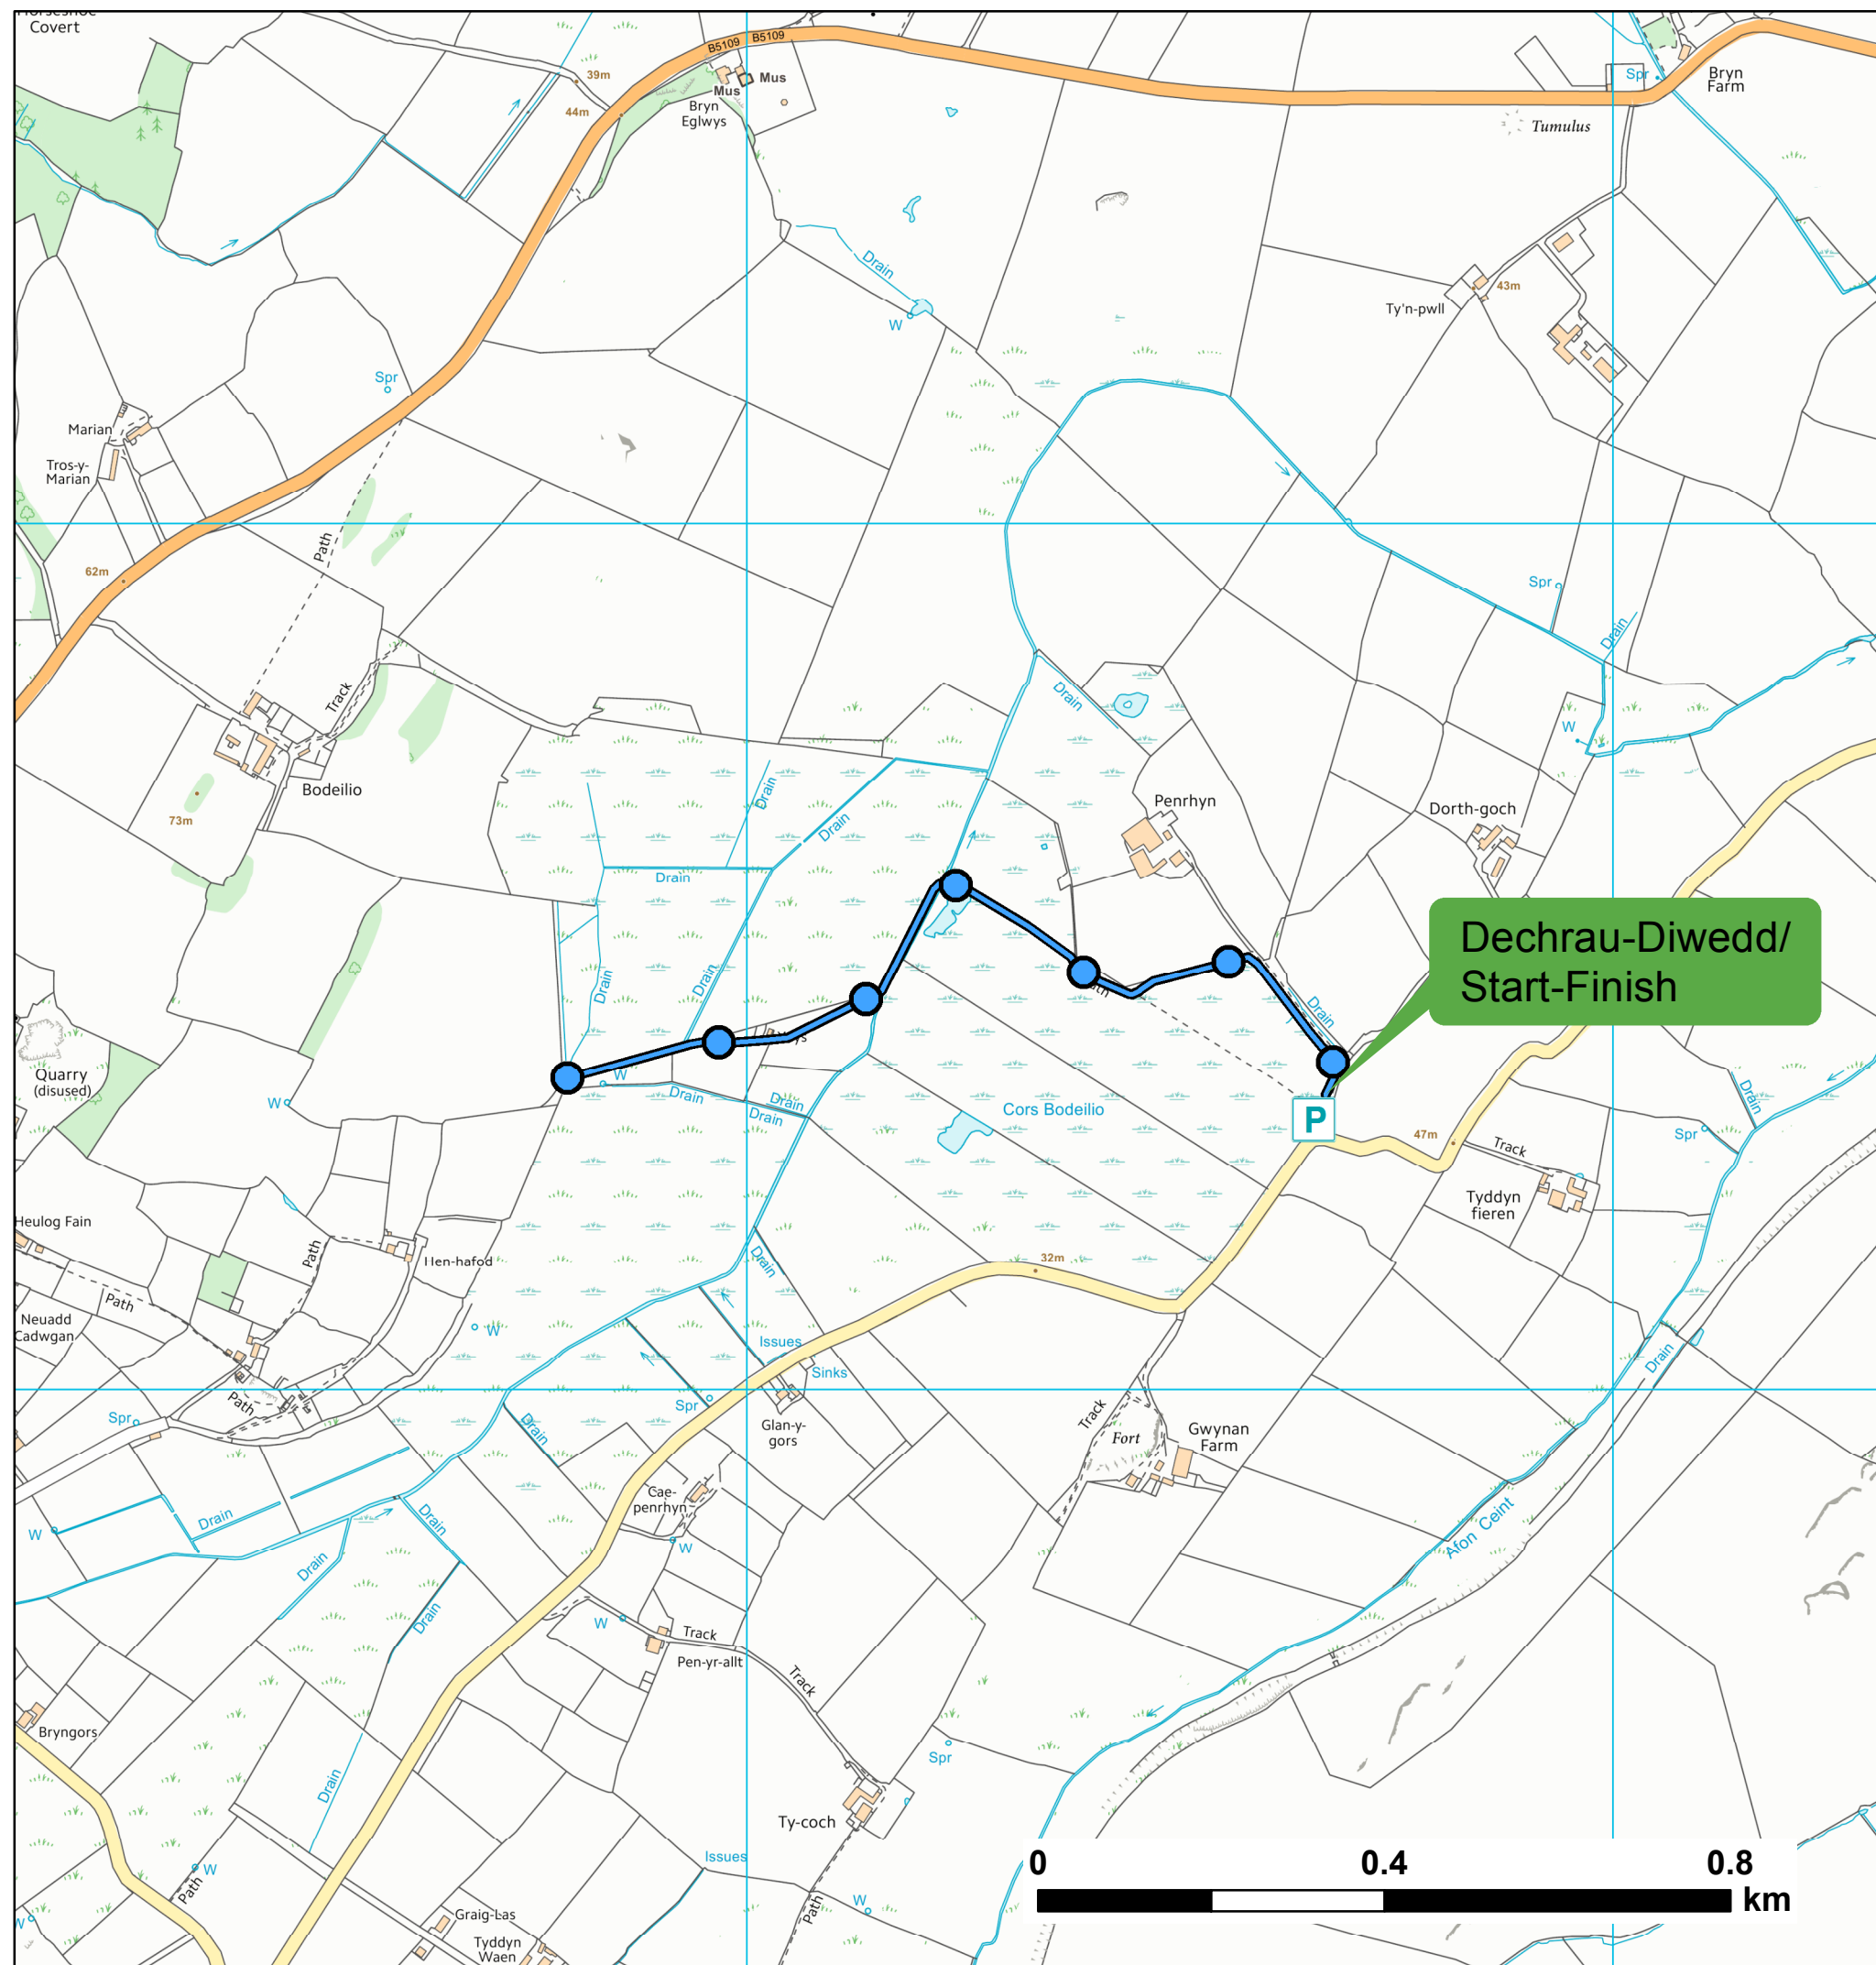 Covert
39m
B5109
B5109
Mus
Mus
44m
Bryn
Eglwys
Spr
Bryn
Farm
Tumulus
Drain
W
Ty'n-pwll
43m
Spr
Marian
Tros-y-
Marian
Path
62m
Spr
Drain
Track
Drain
W
Bodeilio
73m
Drain
Drain
Drain
Penrhyn
Dorth-goch
Dechrau-Diwedd/
Start-Finish
Drain
Drain
Drain
Quarry
(disused)
W
W
Drain
Drain
Drain
Cors Bodeilio
P
47m
Track
Drain
Spr
Tyddyn
fieren
Heulog Fain
Path
Hen-hafod
Drain
32m
Path
Neuadd
Cadwgan
W
Issues
Sinks
Drain
Path
Spr
Spr
Glan-y-
gors
Track
Fort
Gwynan
Farm
Drain
Cae-
penrhyn
W
Drain
Drain
W
Afon Ceint
Drain
Drain
W
Track
Pen-yr-allt
Track
Bryngors
Spr
Drain
Ty-coch
Issues
W
Path
W
Path
W
Graig-Las
Tyddyn
Waen
0 0.4 0.8
km